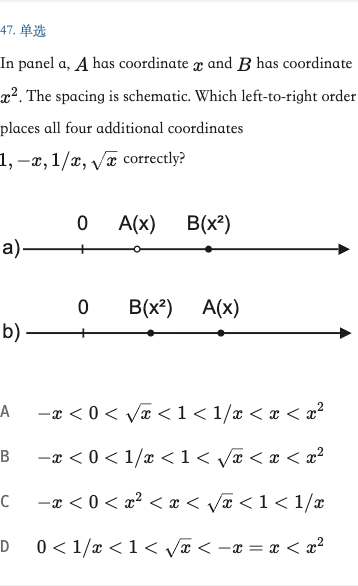 47. 单选
In panel a, A has coordinate x and B has coordinate
x². The spacing is schematic. Which left-to-right order
places all four additional coordinates
1, −x, 1/x, √x correctly?
0 A(x) B(x²)
a)
0 B(x²) A(x)
b)
A −x < 0 < √x < 1 < 1/x < x < x²
B −x < 0 < 1/x < 1 < √x < x < x²
C −x < 0 < x² < x < √x < 1 < 1/x
D 0 < 1/x < 1 < √x < −x = x < x²